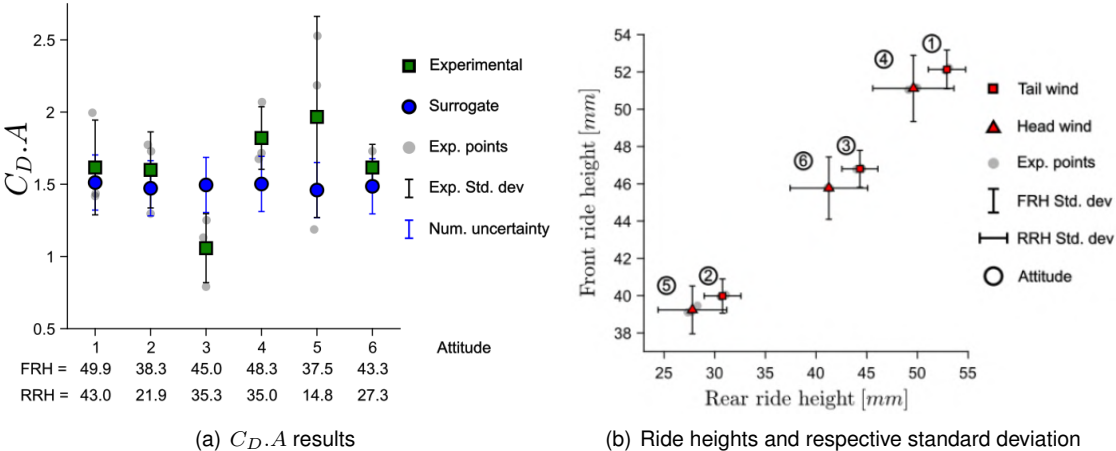 2.5
2
1.5
1
0.5
C_D.A
Experimental
Surrogate
Exp. points
Exp. Std. dev
Num. uncertainty
1 2 3 4 5 6 Attitude
FRH = 49.9 38.3 45.0 48.3 37.5 43.3
RRH = 43.0 21.9 35.3 35.0 14.8 27.3
(a) C_D.A results
54
52
50
48
46
44
42
40
38
Front ride height [mm]
① ④ ③ ⑥ ② ⑤
25 30 35 40 45 50 55
Rear ride height [mm]
Tail wind
Head wind
Exp. points
FRH Std. dev
RRH Std. dev
Attitude
(b) Ride heights and respective standard deviation